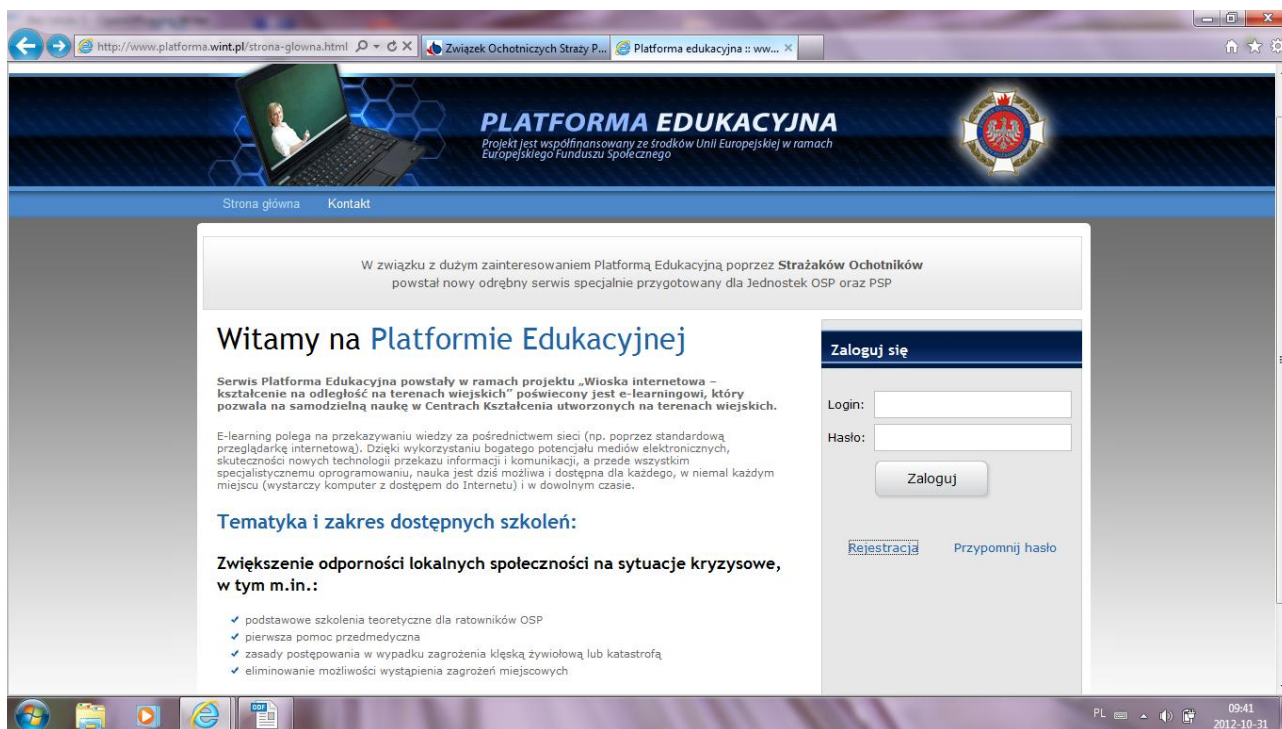 http://www.platforma.wint.pl/strona-glowna.html
Związek Ochotniczych Straży P...
Platforma edukacyjna :: ww...
PLATFORMA EDUKACYJNA
Projekt jest współfinansowany ze środków Unii Europejskiej w ramach
Europejskiego Funduszu Społecznego
Strona główna Kontakt
W związku z dużym zainteresowaniem Platformą Edukacyjną poprzez Strażaków Ochotników
powstał nowy odrębny serwis specjalnie przygotowany dla Jednostek OSP oraz PSP
Witamy na Platformie Edukacyjnej
Serwis Platforma Edukacyjna powstały w ramach projektu „Wioska internetowa –
kształcenie na odległość na terenach wiejskich” poświecony jest e-learningowi, który
pozwala na samodzielną naukę w Centrach Kształcenia utworzonych na terenach wiejskich.
E-learning polega na przekazywaniu wiedzy za pośrednictwem sieci (np. poprzez standardową
przeglądarkę internetową). Dzięki wykorzystaniu bogatego potencjału mediów elektronicznych,
skuteczności nowych technologii przekazu informacji i komunikacji, a przede wszystkim
specjalistycznemu oprogramowaniu, nauka jest dziś możliwa i dostępna dla każdego, w niemal każdym
miejscu (wystarczy komputer z dostępem do Internetu) i w dowolnym czasie.
Tematyka i zakres dostępnych szkoleń:
Zwiększenie odporności lokalnych społeczności na sytuacje kryzysowe,
w tym m.in.:
podstawowe szkolenia teoretyczne dla ratowników OSP
pierwsza pomoc przedmedyczna
zasady postępowania w wypadku zagrożenia klęską żywiołową lub katastrofą
eliminowanie możliwości wystąpienia zagrożeń miejscowych
Zaloguj się
Login:
Hasło:
Zaloguj
Rejestracja Przypomnij hasło
ODF
PL
09:41
2012-10-31